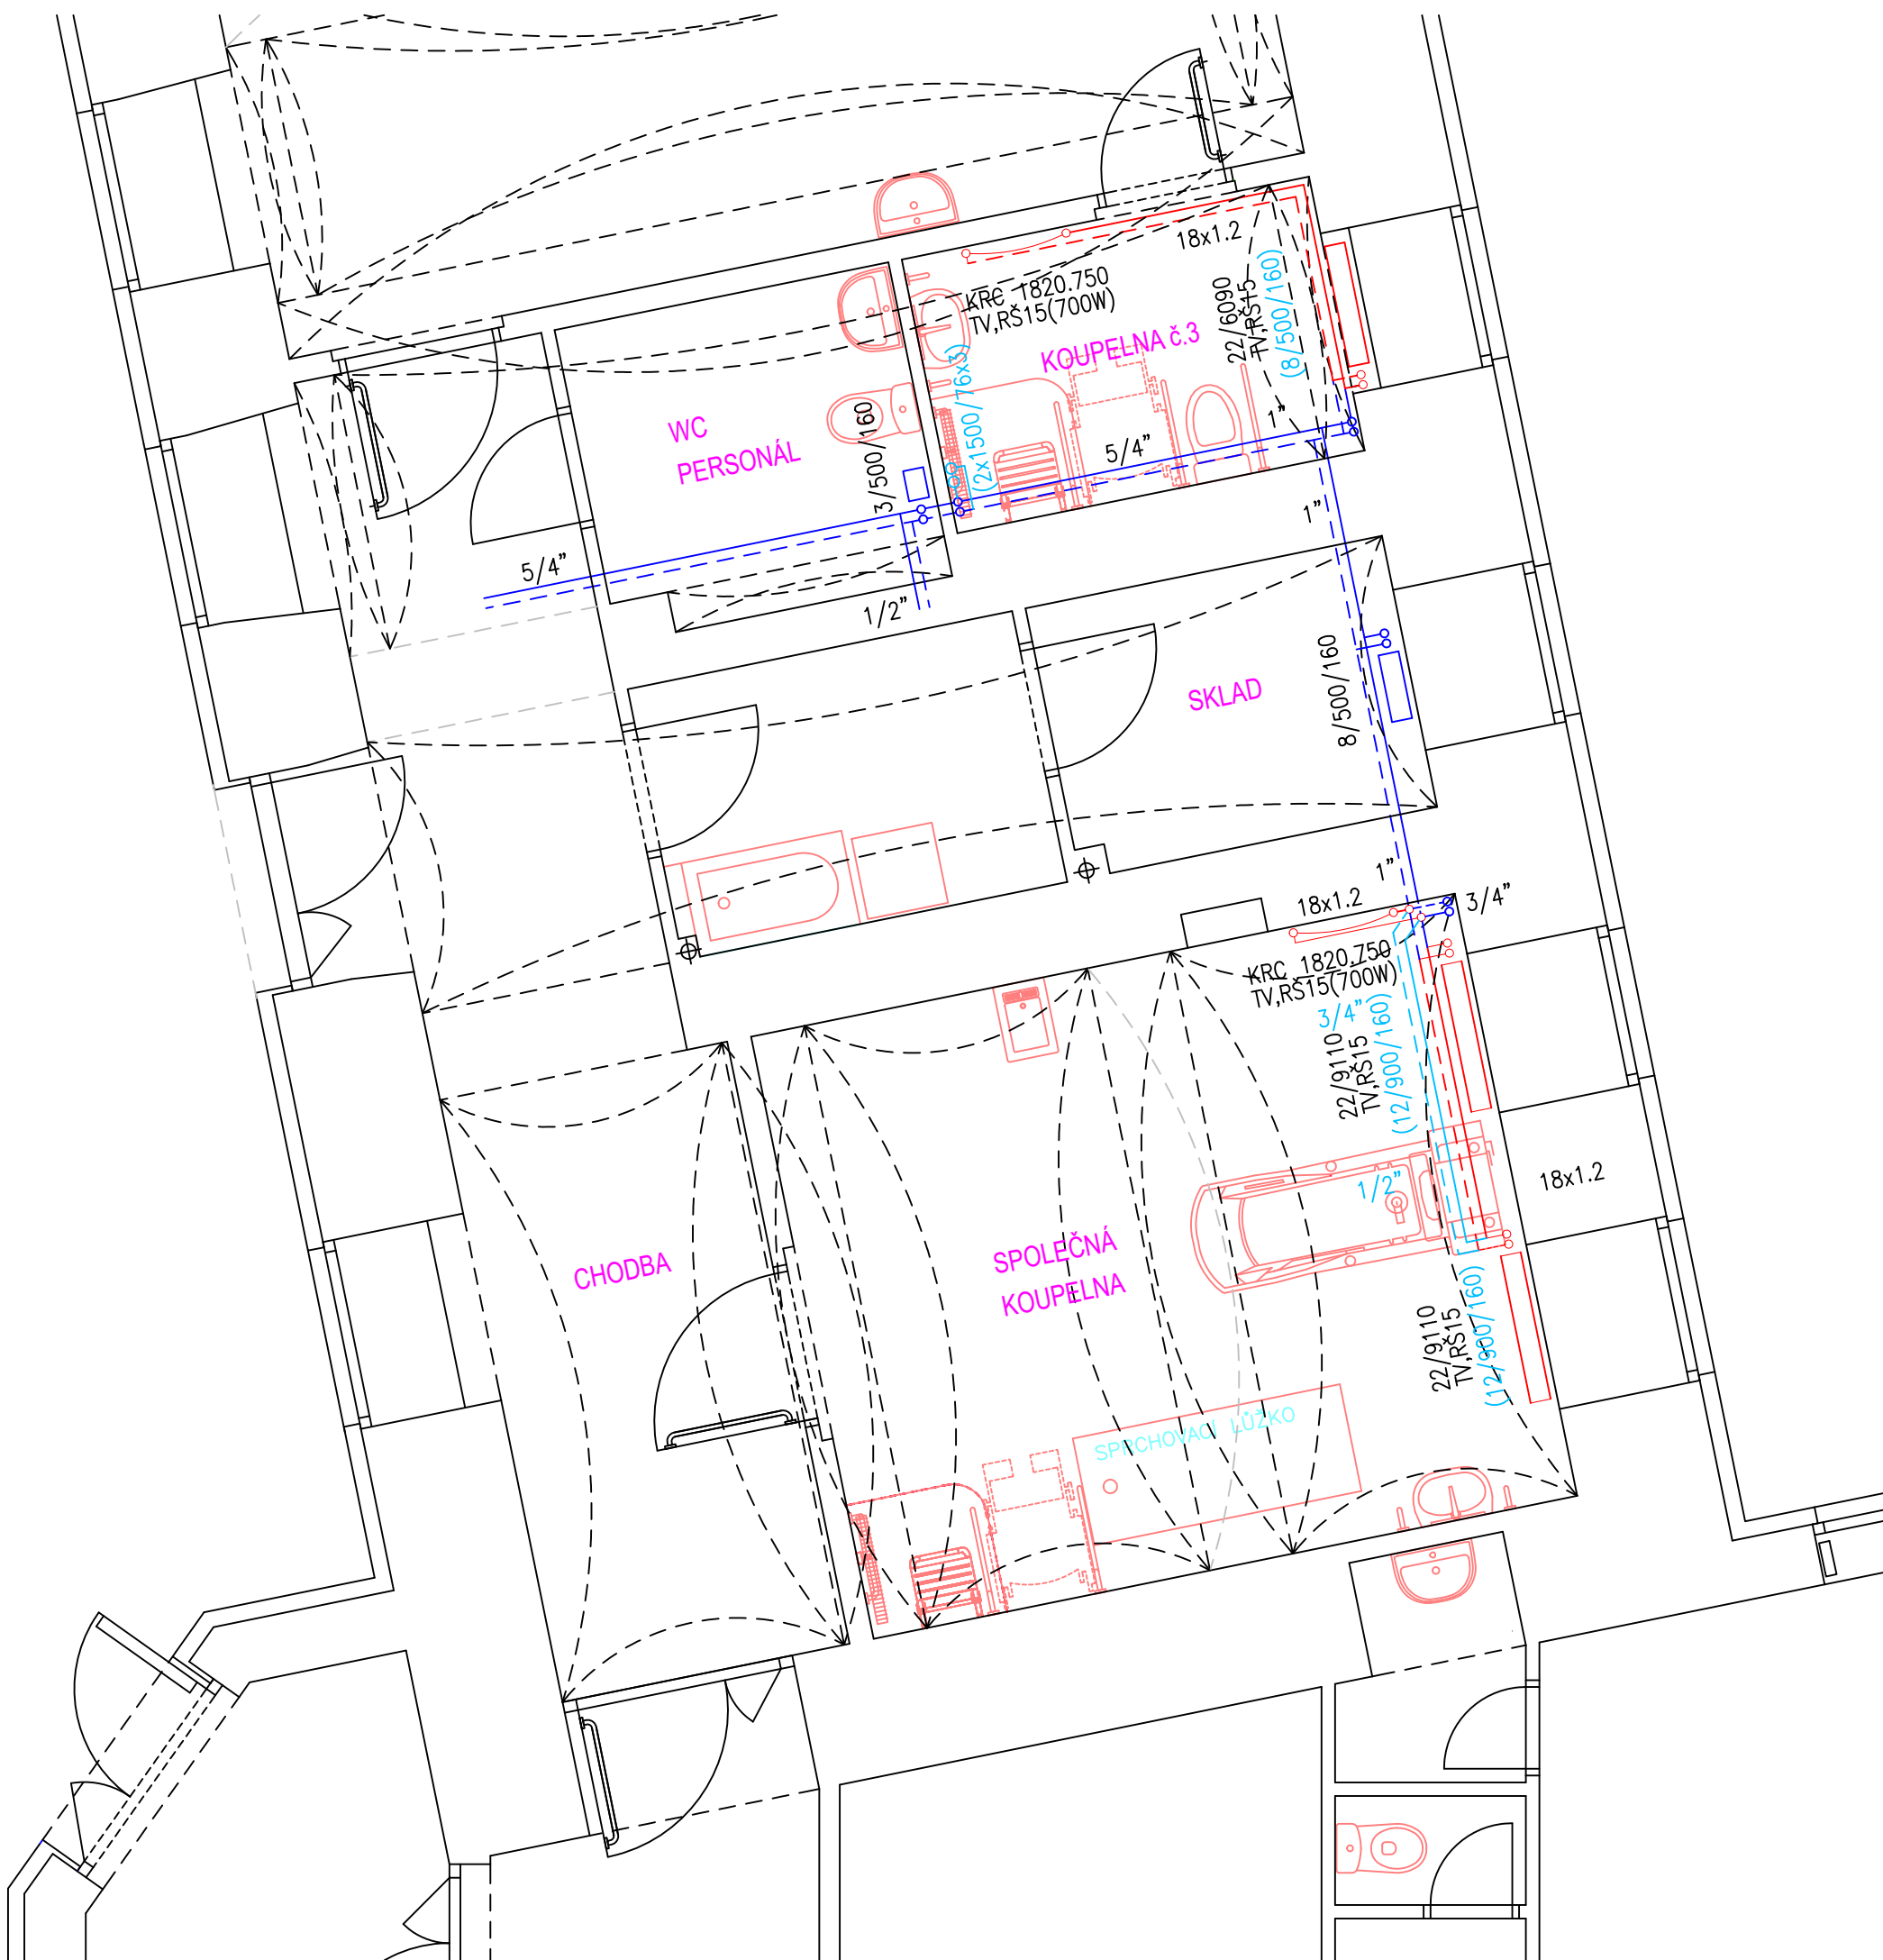 18x1.2
KRC 1820.750
TV,RŠ15(700W)
22/6090
TV,RŠ15
(8/500/160)
KOUPELNA č.3
(2x1500/76x3)
WC
PERSONÁL
3/500/160
1"
5/4"
1"
5/4"
1/2"
8/500/160
SKLAD
1"
18x1.2
3/4"
KRC 1820.750
TV,RŠ15(700W)
3/4"
22/9110
TV,RŠ15
(12/900/160)
18x1.2
1/2"
CHODBA
SPOLEČNÁ
KOUPELNA
22/9110
TV,RŠ15
(12/900/160)
SPRCHOVACÍ LŮŽKO